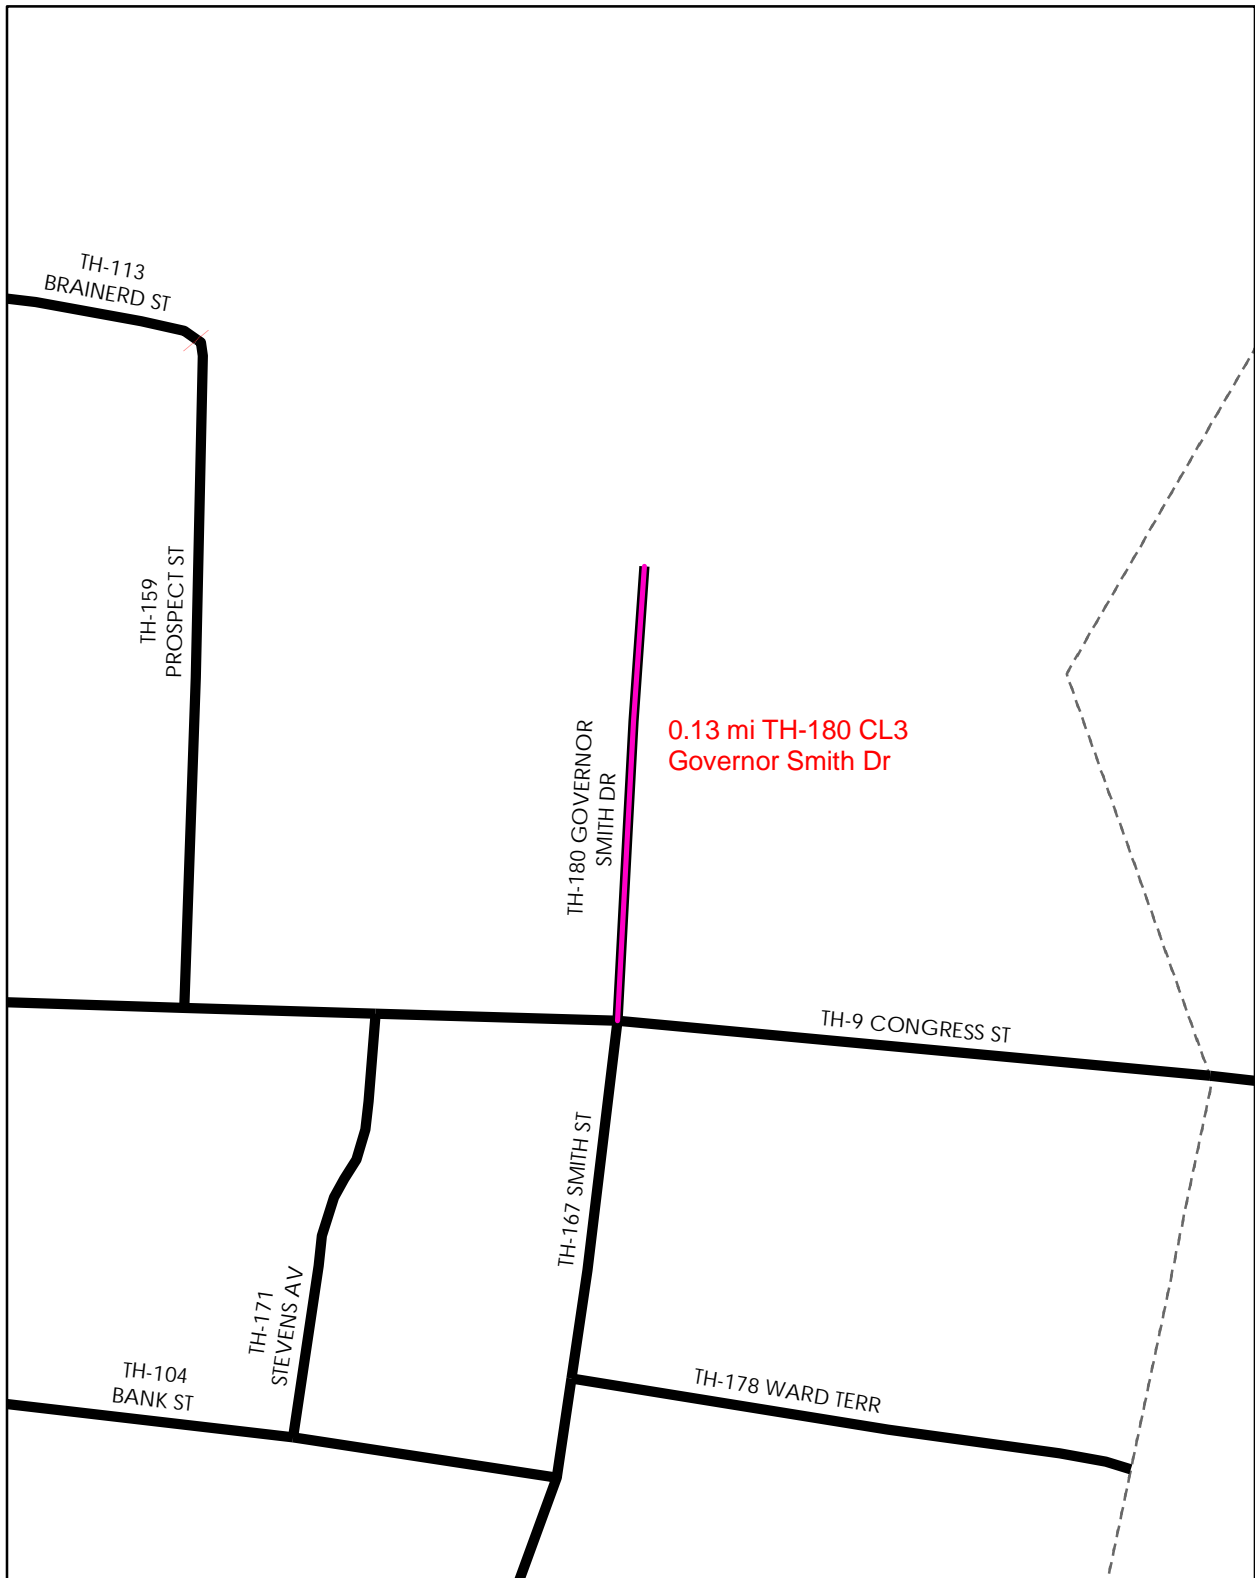 TH-113
BRAINERD ST
TH-159
PROSPECT ST
TH-180 GOVERNOR
SMITH DR
0.13 mi TH-180 CL3
Governor Smith Dr
TH-9 CONGRESS ST
TH-167 SMITH ST
TH-171
STEVENS AV
TH-104
BANK ST
TH-178 WARD TERR